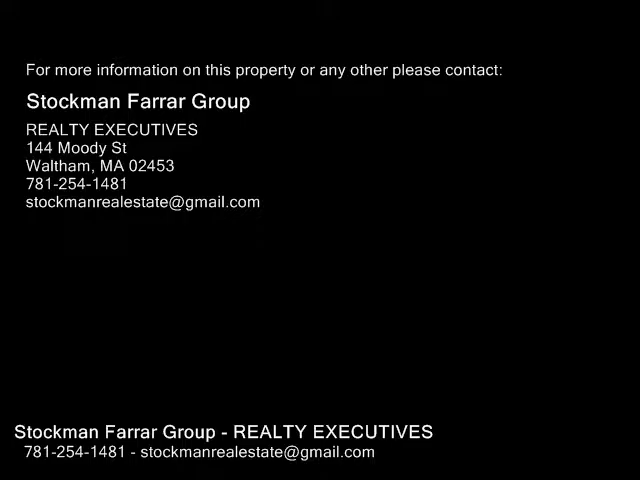 For more information on this property or any other please contact:
Stockman Farrar Group
REALTY EXECUTIVES
144 Moody St
Waltham, MA 02453
781-254-1481
stockmanrealestate@gmail.com
Stockman Farrar Group - REALTY EXECUTIVES
781-254-1481 - stockmanrealestate@gmail.com